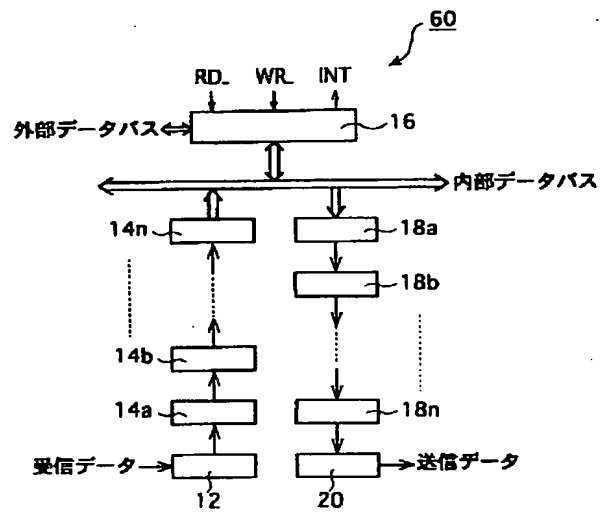 60
RD_ WR_ INT
外部データバス
16
内部データバス
14n
18a
18b
14b
14a
18n
受信データ
送信データ
12
20